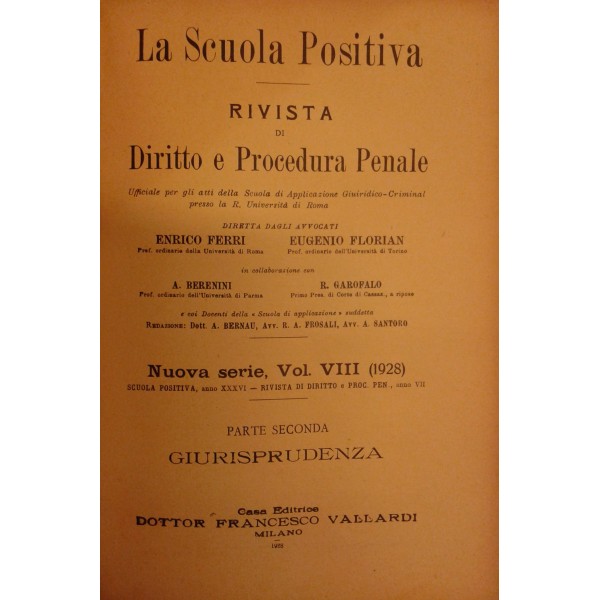 La Scuola Positiva
RIVISTA
DI
Diritto e Procedura Penale
Ufficiale per gli atti della Scuola di Applicazione Giuiridico-Criminal
presso la R. Università di Roma
DIRETTA DAGLI AVVOCATI
ENRICO FERRI EUGENIO FLORIAN
Prof. ordinario della Università di Roma Prof. ordinario dell'Università di Torino
in collaborazione con
A. BERENINI R. GAROFALO
Prof. ordinario dell'Università di Parma Primo Pres. di Corte di Cassaz., a riposo
e coi Docenti della « Scuola di applicazione » suddetta
REDAZIONE: Dott. A. BERNAU, Avv. R. A. FROSALI, Avv. A. SANTORO
Nuova serie, Vol. VIII (1928)
SCUOLA POSITIVA, anno XXXVI — RIVISTA DI DIRITTO e PROC. PEN, anno VII
PARTE SECONDA
GIURISPRUDENZA
Casa Editrice
DOTTOR FRANCESCO VALLARDI
MILANO